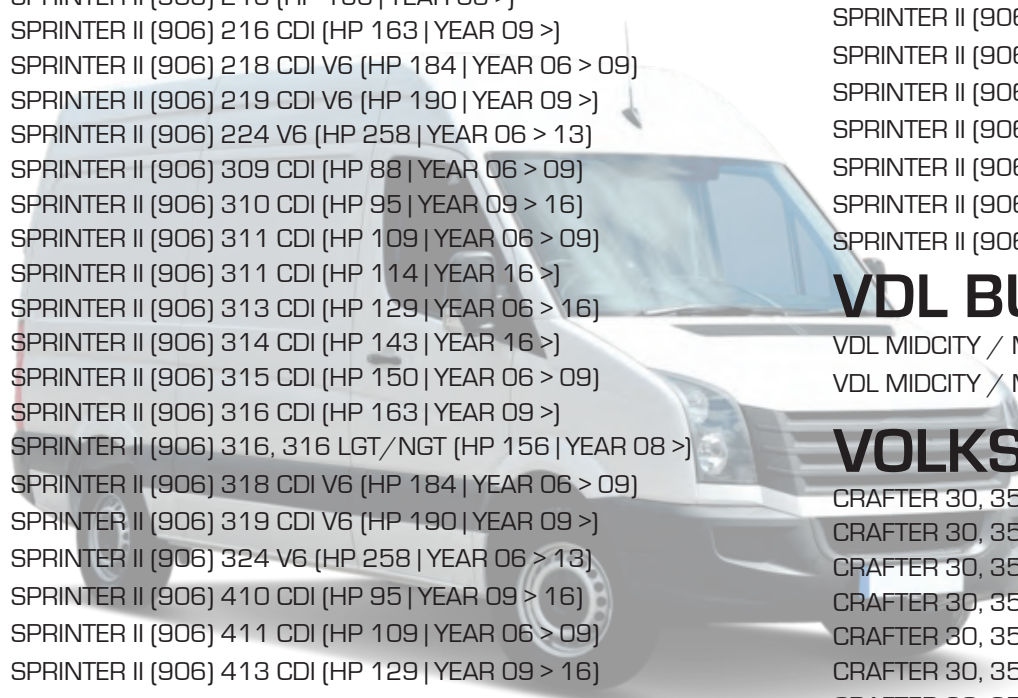 SPRINTER II (906) 216 CDI (HP 163 | YEAR 09 >)
SPRINTER II (906) 218 CDI V6 (HP 184 | YEAR 06 > 09)
SPRINTER II (906) 219 CDI V6 (HP 190 | YEAR 09 >)
SPRINTER II (906) 224 V6 (HP 258 | YEAR 06 > 13)
SPRINTER II (906) 309 CDI (HP 88 | YEAR 06 > 09)
SPRINTER II (906) 310 CDI (HP 95 | YEAR 09 > 16)
SPRINTER II (906) 311 CDI (HP 109 | YEAR 06 > 09)
SPRINTER II (906) 311 CDI (HP 114 | YEAR 16 >)
SPRINTER II (906) 313 CDI (HP 129 | YEAR 06 > 16)
SPRINTER II (906) 314 CDI (HP 143 | YEAR 16 >)
SPRINTER II (906) 315 CDI (HP 150 | YEAR 06 > 09)
SPRINTER II (906) 316 CDI (HP 163 | YEAR 09 >)
SPRINTER II (906) 316, 316 LGT/NGT (HP 156 | YEAR 08 >)
SPRINTER II (906) 318 CDI V6 (HP 184 | YEAR 06 > 09)
SPRINTER II (906) 319 CDI V6 (HP 190 | YEAR 09 >)
SPRINTER II (906) 324 V6 (HP 258 | YEAR 06 > 13)
SPRINTER II (906) 410 CDI (HP 95 | YEAR 09 > 16)
SPRINTER II (906) 411 CDI (HP 109 | YEAR 06 > 09)
SPRINTER II (906) 413 CDI (HP 129 | YEAR 09 > 16)
SPRINTER II (906
SPRINTER II (906
SPRINTER II (906
SPRINTER II (906
SPRINTER II (906
SPRINTER II (906
SPRINTER II (906
VDL BU
VDL MIDCITY /
VDL MIDCITY /
VOLKS
CRAFTER 30, 35
CRAFTER 30, 35
CRAFTER 30, 35
CRAFTER 30, 35
CRAFTER 30, 35
CRAFTER 30, 35